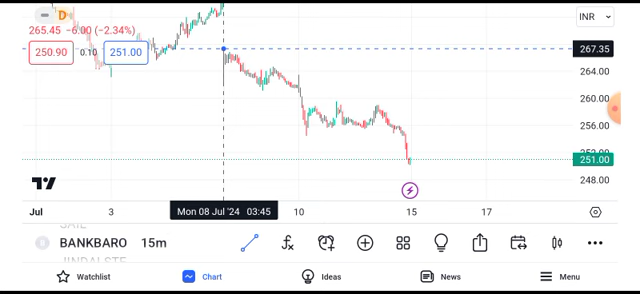 D
INR
265.45 −6.00 (−2.34%)
250.90 0.10 251.00
267.35
264.00
260.00
256.00
252.00
251.00
248.00
Jul 3 Mon 08 Jul '24 03:45 10 15 17
SAIL
BANKBARO 15m
JINDALSTE
Watchlist Chart Ideas News Menu